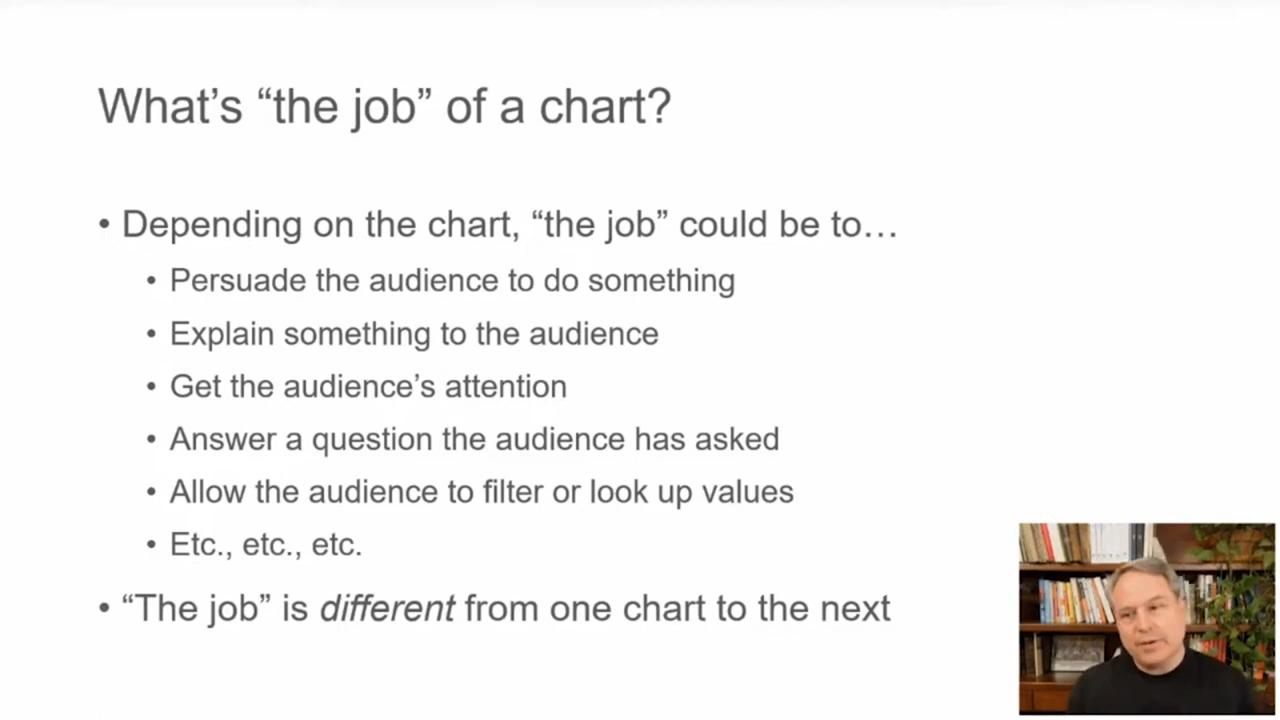 What’s “the job” of a chart?
• Depending on the chart, “the job” could be to…
• Persuade the audience to do something
• Explain something to the audience
• Get the audience’s attention
• Answer a question the audience has asked
• Allow the audience to filter or look up values
• Etc., etc., etc.
• “The job” is different from one chart to the next